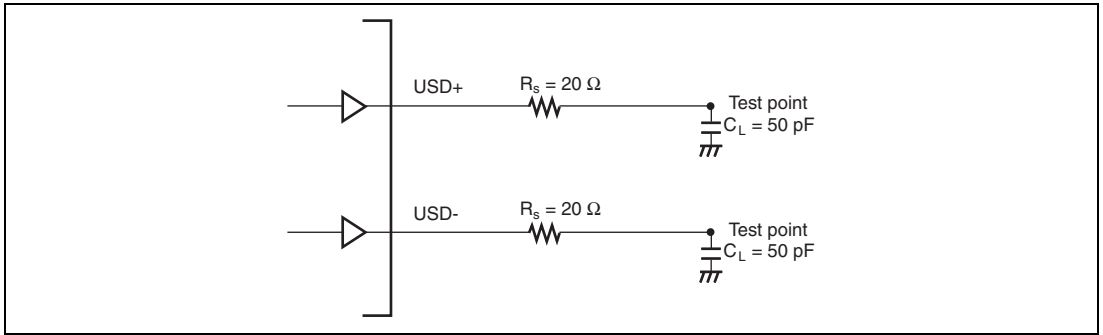 USD+
R_s = 20 Ω
Test point
C_L = 50 pF
USD-
R_s = 20 Ω
Test point
C_L = 50 pF